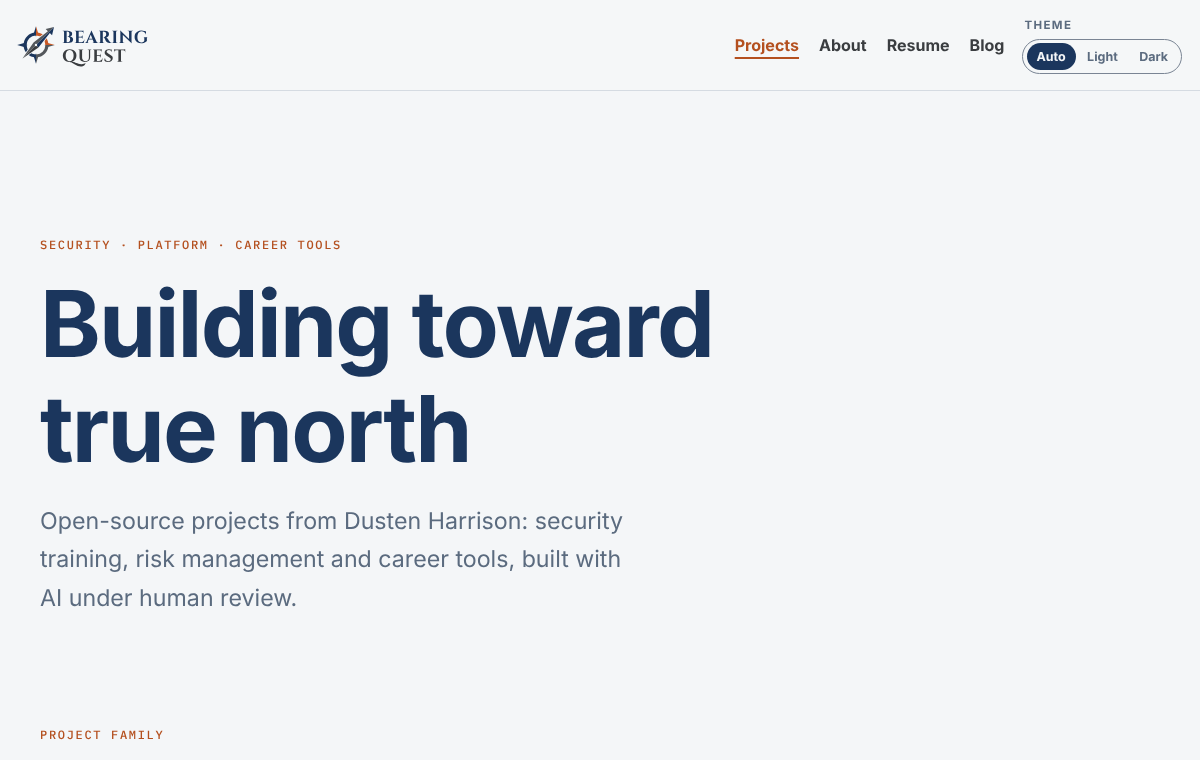 BEARING
QUEST
Projects About Resume Blog
THEME
Auto Light Dark
SECURITY · PLATFORM · CAREER TOOLS
Building toward
true north
Open-source projects from Dusten Harrison: security
training, risk management and career tools, built with
AI under human review.
PROJECT FAMILY